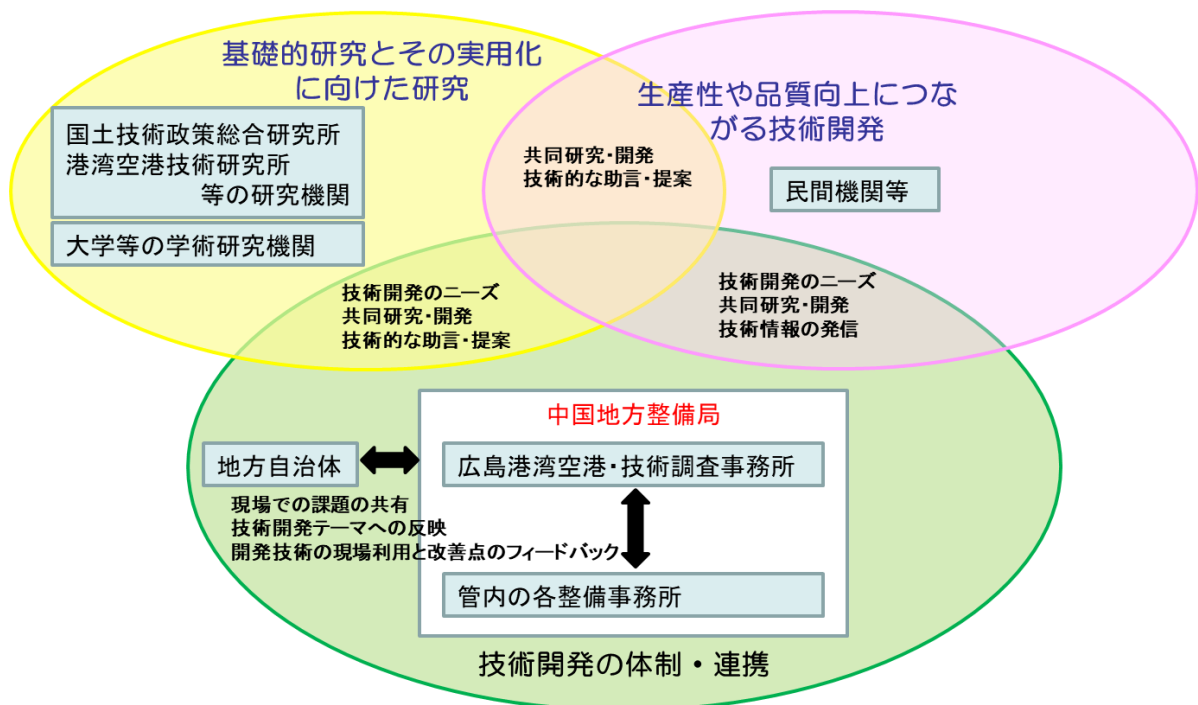 基礎的研究とその実用化
に向けた研究
国土技術政策総合研究所
港湾空港技術研究所
等の研究機関
大学等の学術研究機関
生産性や品質向上につな
がる技術開発
民間機関等
共同研究・開発
技術的な助言・提案
技術開発のニーズ
共同研究・開発
技術的な助言・提案
技術開発のニーズ
共同研究・開発
技術情報の発信
中国地方整備局
地方自治体
広島港湾空港・技術調査事務所
現場での課題の共有
技術開発テーマへの反映
開発技術の現場利用と改善点のフィードバック
管内の各整備事務所
技術開発の体制・連携